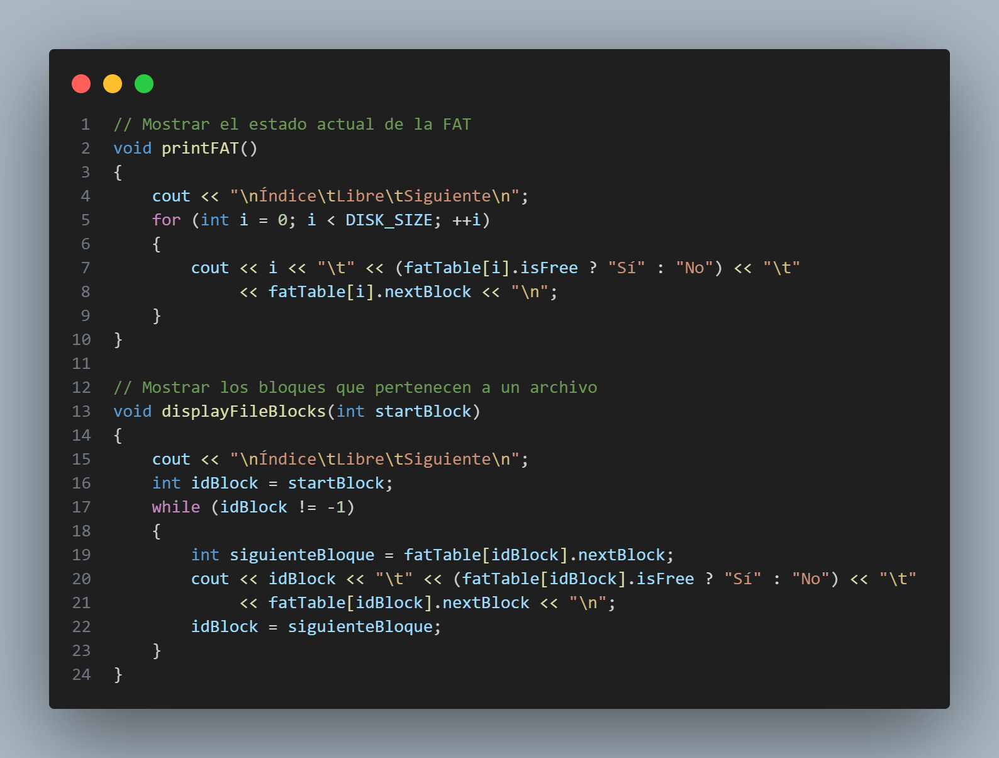 1 // Mostrar el estado actual de la FAT
2 void printFAT()
3 {
4     cout << "\nÍndice\tLibre\tSiguiente\n";
5     for (int i = 0; i < DISK_SIZE; ++i)
6     {
7         cout << i << "\t" << (fatTable[i].isFree ? "Sí" : "No") << "\t"
8              << fatTable[i].nextBlock << "\n";
9     }
10 }
11
12 // Mostrar los bloques que pertenecen a un archivo
13 void displayFileBlocks(int startBlock)
14 {
15     cout << "\nÍndice\tLibre\tSiguiente\n";
16     int idBlock = startBlock;
17     while (idBlock != -1)
18     {
19         int siguienteBloque = fatTable[idBlock].nextBlock;
20         cout << idBlock << "\t" << (fatTable[idBlock].isFree ? "Sí" : "No") << "\t"
21              << fatTable[idBlock].nextBlock << "\n";
22         idBlock = siguienteBloque;
23     }
24 }